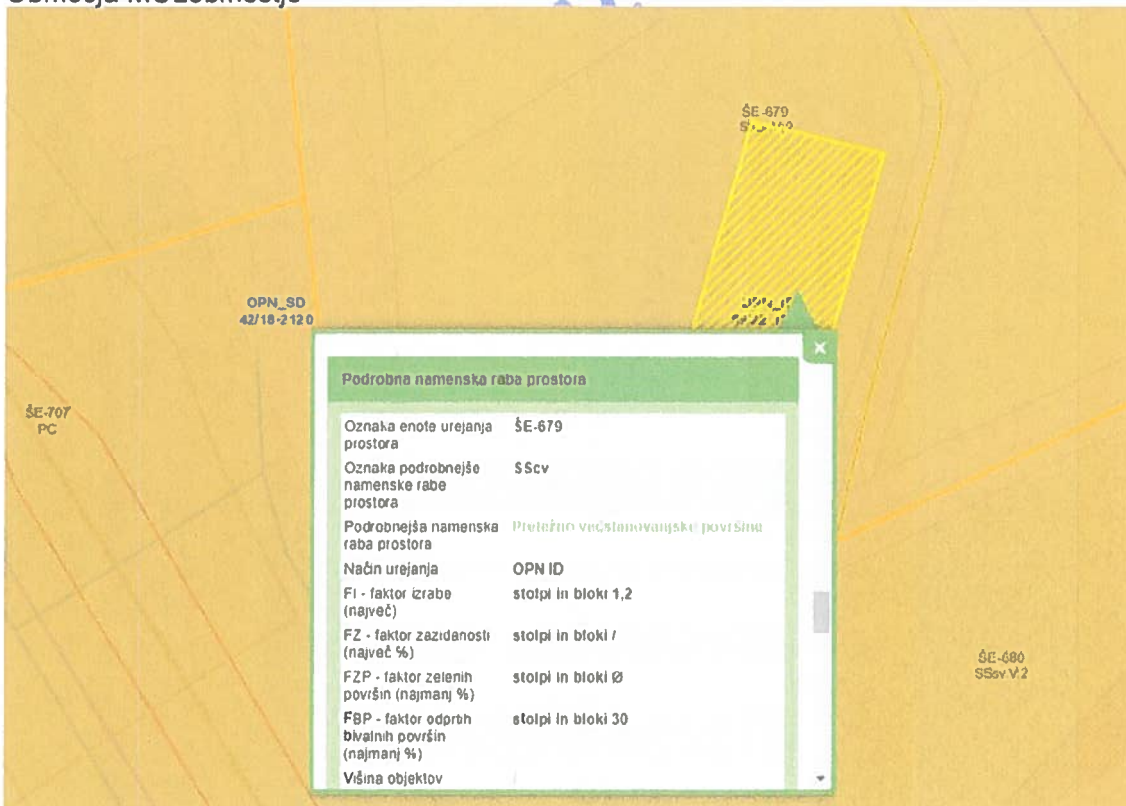 ŠE-679
OPN_SD
42/18-2120
ŠE-707
PC
Podrobna namenska raba prostora
Oznaka enote urejanja prostora ŠE-679
Oznaka podrobnejše namenske rabe prostora SScv
Podrobnejša namenska raba prostora Pretežno večstanovanjske površine
Način urejanja OPN ID
FI - faktor izrabe (največ) stolpi in bloki 1,2
FZ - faktor zazidanosti (največ %) stolpi in bloki /
FZP - faktor zelenih površin (najmanj %) stolpi in bloki Ø
FBP - faktor odprtih bivalnih površin (najmanj %) stolpi in bloki 30
Višina objektov
ŠE-680
SSsv V:2